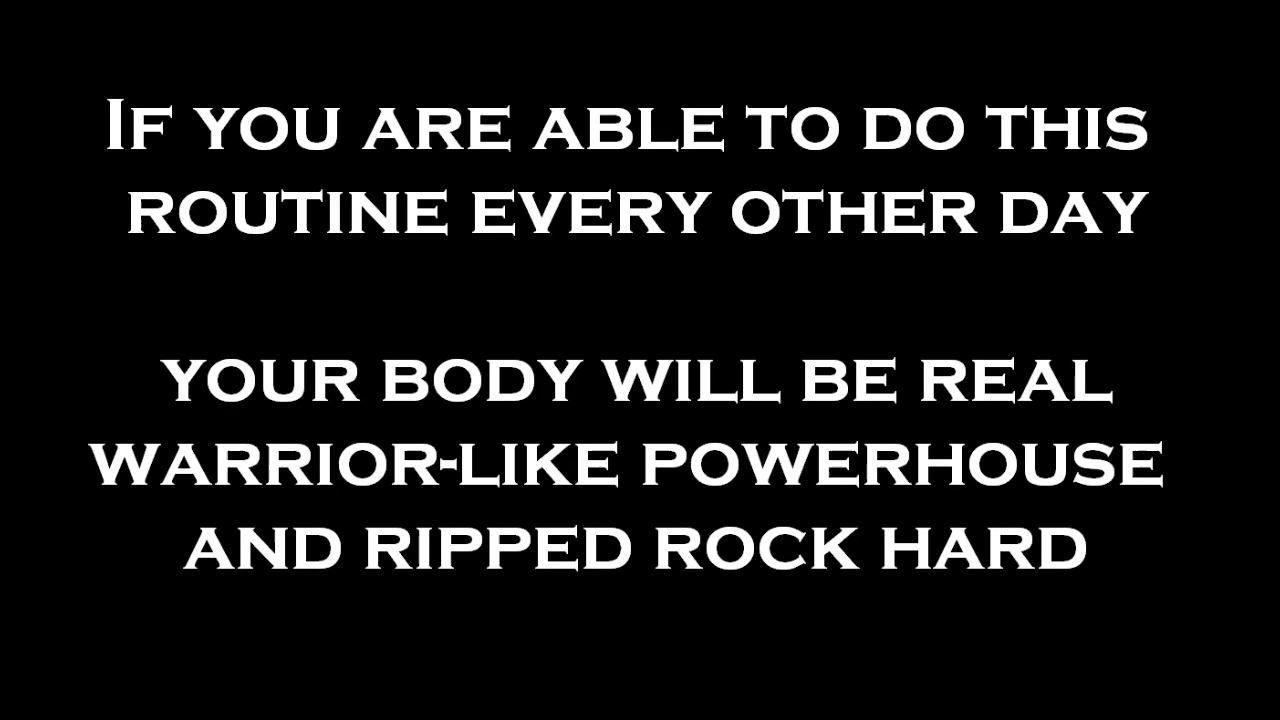 If you are able to do this
routine every other day
your body will be real
warrior-like powerhouse
and ripped rock hard